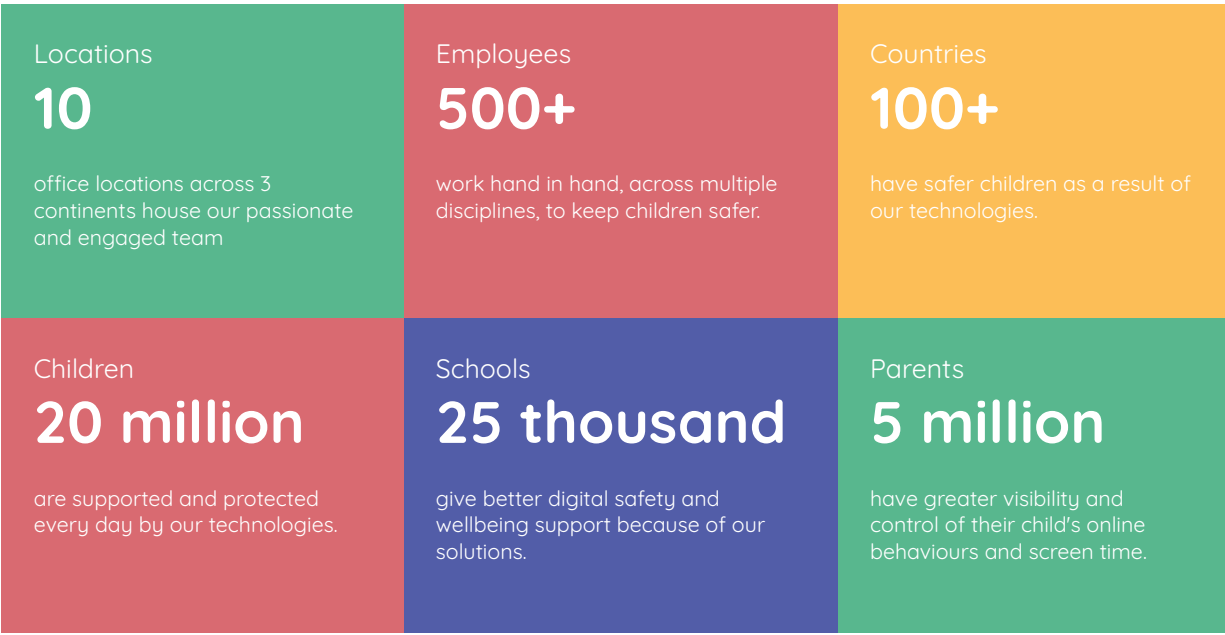 Locations
10
office locations across 3
continents house our passionate
and engaged team
Employees
500+
work hand in hand, across multiple
disciplines, to keep children safer.
Countries
100+
have safer children as a result of
our technologies.
Children
20 million
are supported and protected
every day by our technologies.
Schools
25 thousand
give better digital safety and
wellbeing support because of our
solutions.
Parents
5 million
have greater visibility and
control of their child's online
behaviours and screen time.